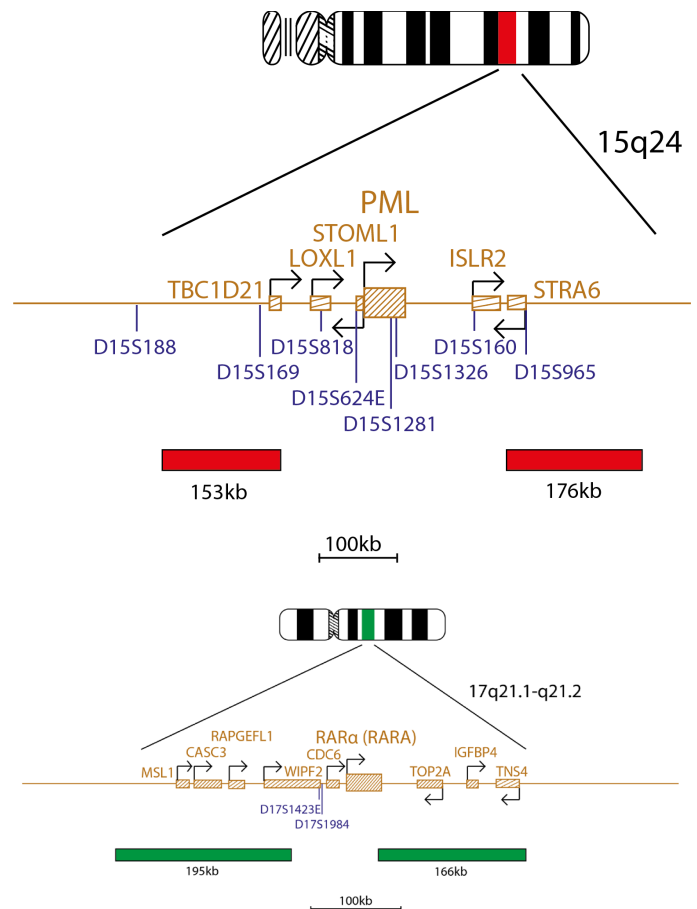 15q24
PML
STOML1
LOXL1
ISLR2
TBC1D21
STRA6
D15S188
D15S818
D15S160
D15S169
D15S1326
D15S965
D15S624E
D15S1281
153kb
176kb
100kb
17q21.1-q21.2
RAPGEFL1
RARα (RARA)
CASC3
CDC6
IGFBP4
MSL1
WIPF2
TOP2A
TNS4
D17S1423E
D17S1984
195kb
166kb
100kb